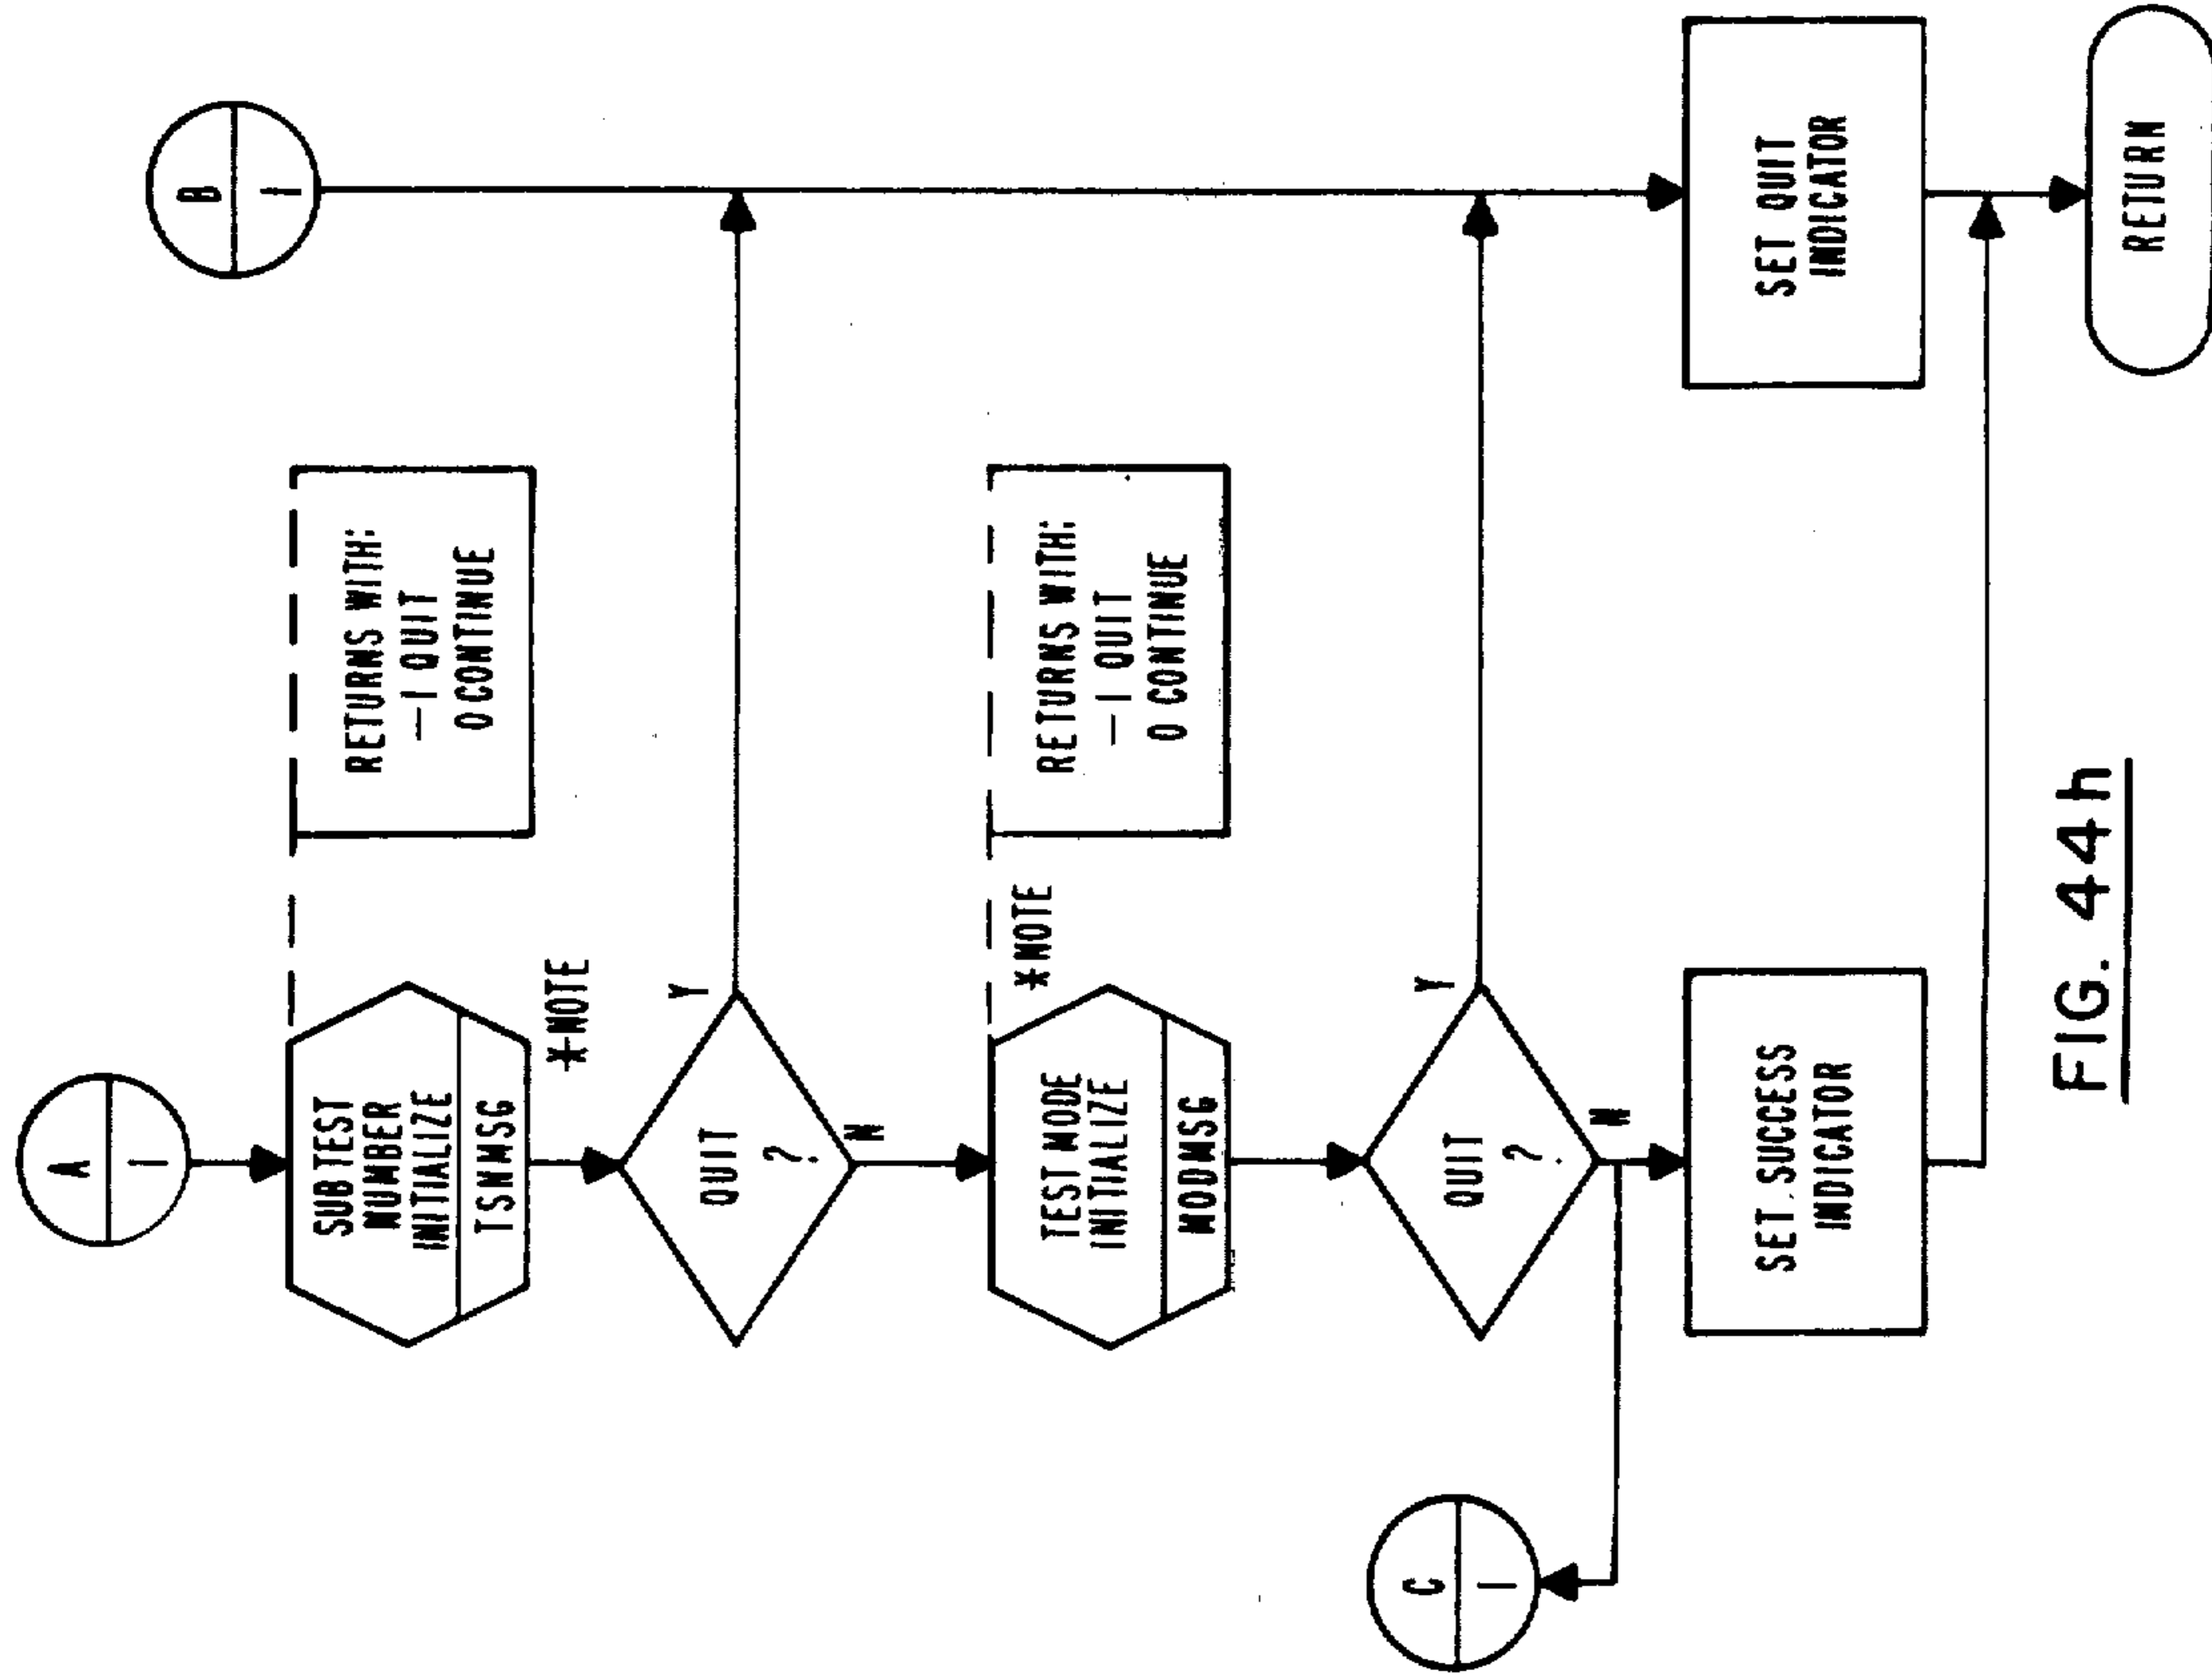 A
1
SUB TEST
NUMBER
INITIALIZE
TSNMSG
*NOTE
RETURNS WITH:
—1 QUIT
0 CONTINUE
B
1
QUIT
?
Y
N
TEST MODE
INITIALIZE
MODMSG
*NOTE
RETURNS WITH:
—1 QUIT
0 CONTINUE
QUIT
?
Y
N
C
1
SET SUCCESS
INDICATOR
SET QUIT
INDICATOR
RETURN
FIG. 44h